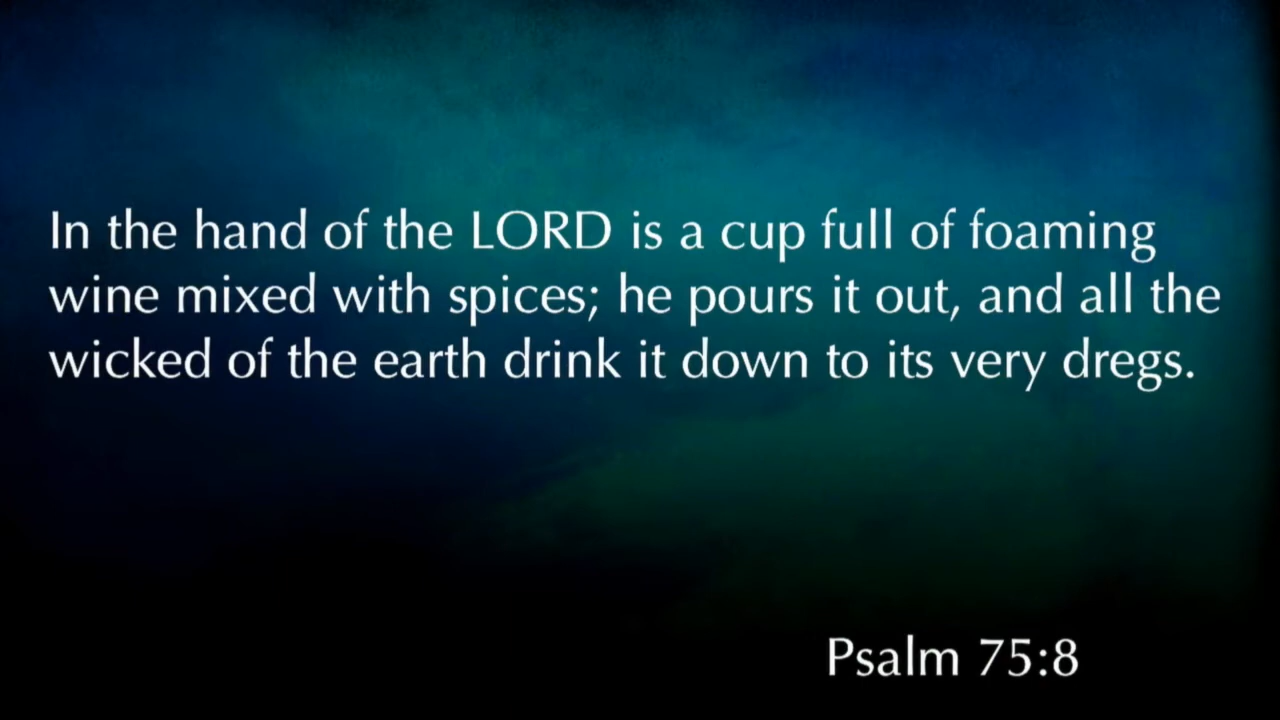 In the hand of the LORD is a cup full of foaming
wine mixed with spices; he pours it out, and all the
wicked of the earth drink it down to its very dregs.
Psalm 75:8